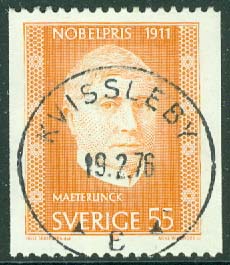 NOBELPRIS 1911
KVISSLEBY
19.2.76
MAETERLINCK
SVERIGE 55
E